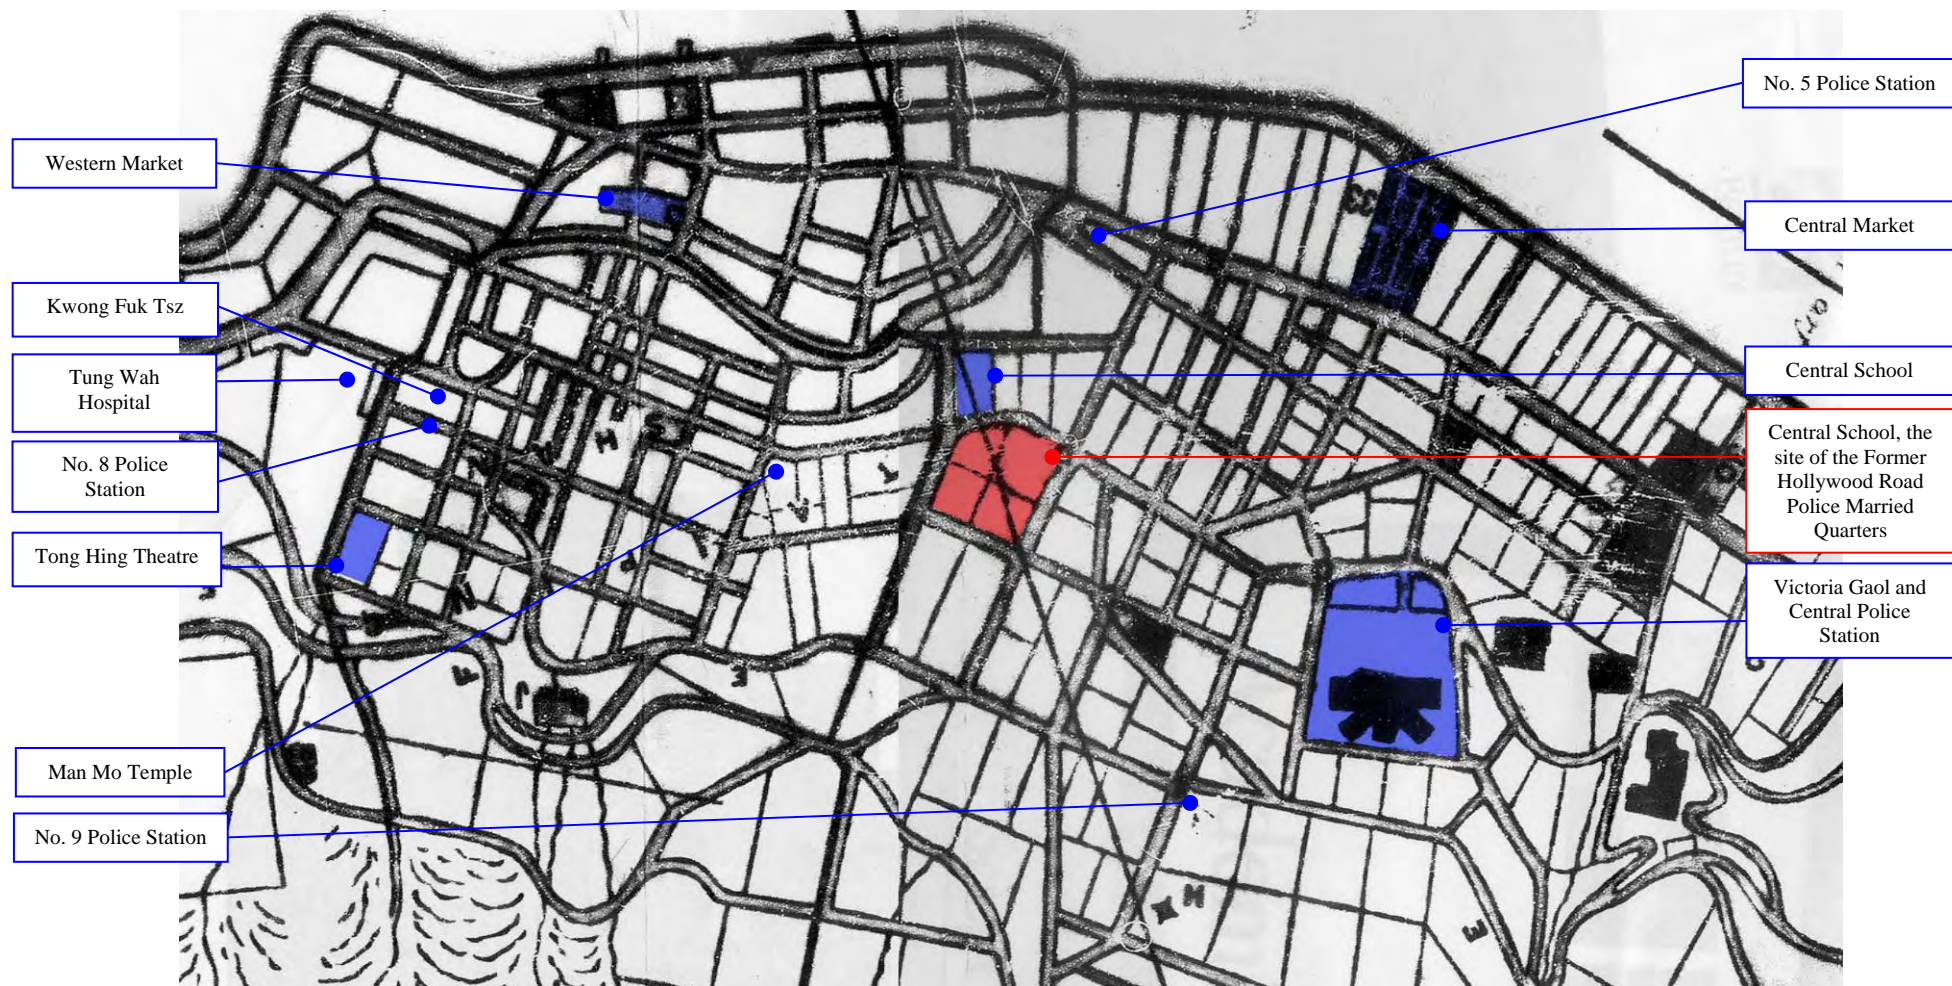 Western Market
Kwong Fuk Tsz
Tung Wah
Hospital
No. 8 Police
Station
Tong Hing Theatre
Man Mo Temple
No. 9 Police Station
No. 5 Police Station
Central Market
Central School
Central School, the
site of the Former
Hollywood Road
Police Married
Quarters
Victoria Gaol and
Central Police
Station
33